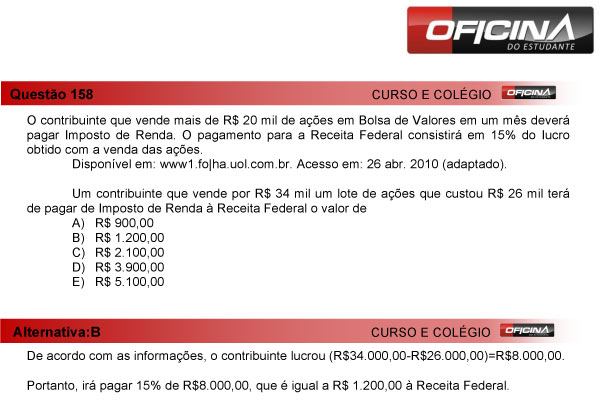 OFICINA
DO ESTUDANTE
Questão 158
CURSO E COLÉGIO OFICINA
O contribuinte que vende mais de R$ 20 mil de ações em Bolsa de Valores em um mês deverá
pagar Imposto de Renda. O pagamento para a Receita Federal consistirá em 15% do lucro
obtido com a venda das ações.
Disponível em: www1.fo|ha.uol.com.br. Acesso em: 26 abr. 2010 (adaptado).
Um contribuinte que vende por R$ 34 mil um lote de ações que custou R$ 26 mil terá
de pagar de Imposto de Renda à Receita Federal o valor de
A) R$ 900,00
B) R$ 1.200,00
C) R$ 2.100,00
D) R$ 3.900,00
E) R$ 5.100,00
Alternativa:B
CURSO E COLÉGIO OFICINA
De acordo com as informações, o contribuinte lucrou (R$34.000,00-R$26.000,00)=R$8.000,00.
Portanto, irá pagar 15% de R$8.000,00, que é igual a R$ 1.200,00 à Receita Federal.